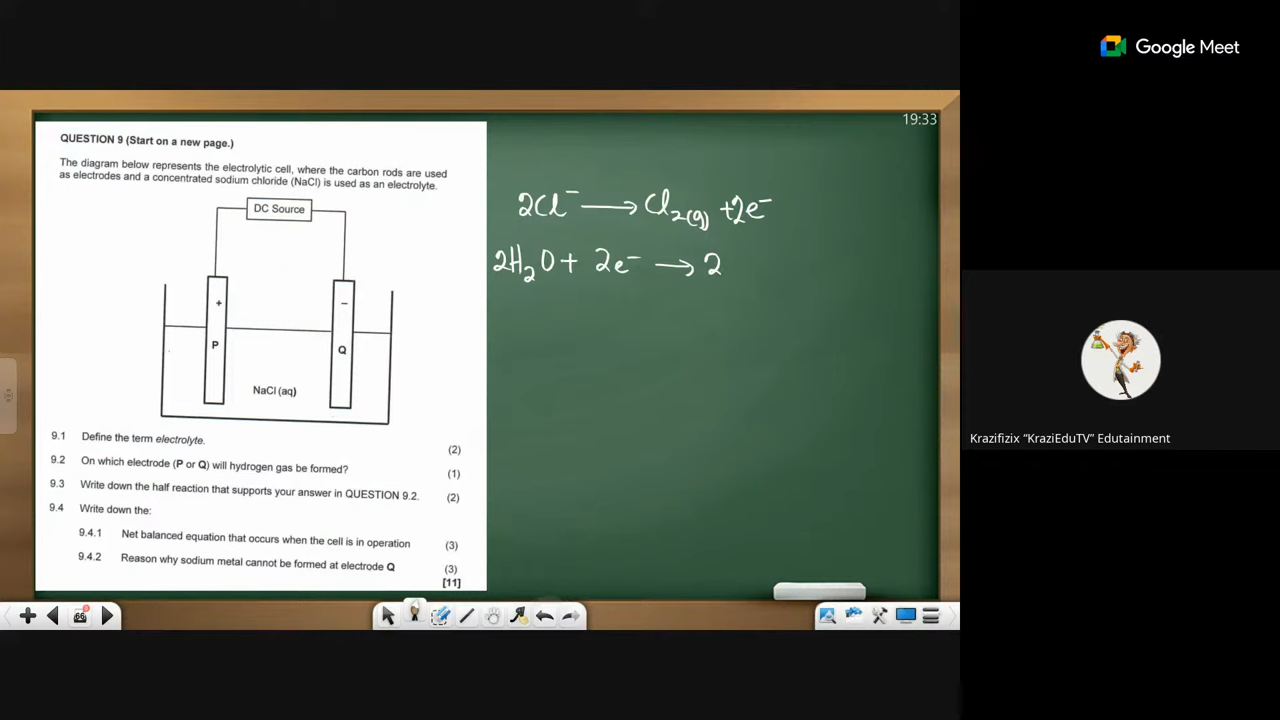 Google Meet
19:33
QUESTION 9 (Start on a new page.)
The diagram below represents the electrolytic cell, where the carbon rods are used
as electrodes and a concentrated sodium chloride (NaCl) is used as an electrolyte.
DC Source
+
−
P
Q
NaCl (aq)
9.1 Define the term electrolyte. (2)
9.2 On which electrode (P or Q) will hydrogen gas be formed? (1)
9.3 Write down the half reaction that supports your answer in QUESTION 9.2. (2)
9.4 Write down the:
9.4.1 Net balanced equation that occurs when the cell is in operation (3)
9.4.2 Reason why sodium metal cannot be formed at electrode Q (3)
[11]
2Cl⁻ → Cl₂(g) + 2e⁻
2H₂O + 2e⁻ → 2
66
Krazifizix “KraziEduTV” Edutainment